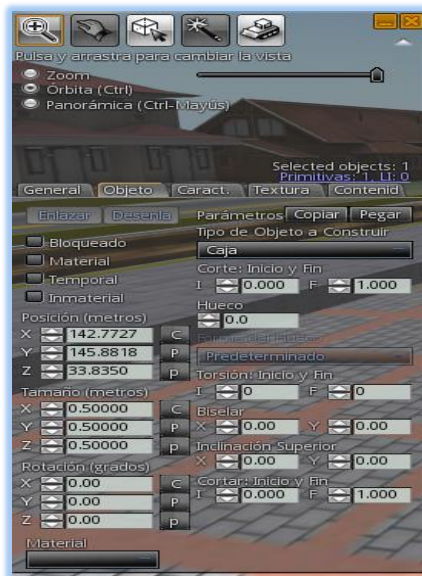 Pulsa y arrastra para cambiar la vista
Zoom
Órbita (Ctrl)
Panorámica (Ctrl-Mayús)
Selected objects: 1
Primitivas: 1, LI: 0
General Objeto Caract. Textura Contenid
Enlazar Desenla Parámetros Copiar Pegar
Bloqueado
Material
Temporal
Inmaterial
Posición (metros)
X 142.7727 C
Y 145.8818 P
Z 33.8350 p
Tamaño (metros)
X 0.50000 C
Y 0.50000 P
Z 0.50000 p
Rotación (grados)
X 0.00 C
Y 0.00 P
Z 0.00 p
Material
Tipo de Objeto a Construir
Caja
Corte: Inicio y Fin
I 0.000 F 1.000
Hueco
0.0
Forma del Hueco
Predeterminado
Torsión: Inicio y Fin
I 0 F 0
Biselar
X 0.00 Y 0.00
Inclinación Superior
X 0.00 Y 0.00
Cortar: Inicio y Fin
I 0.000 F 1.000